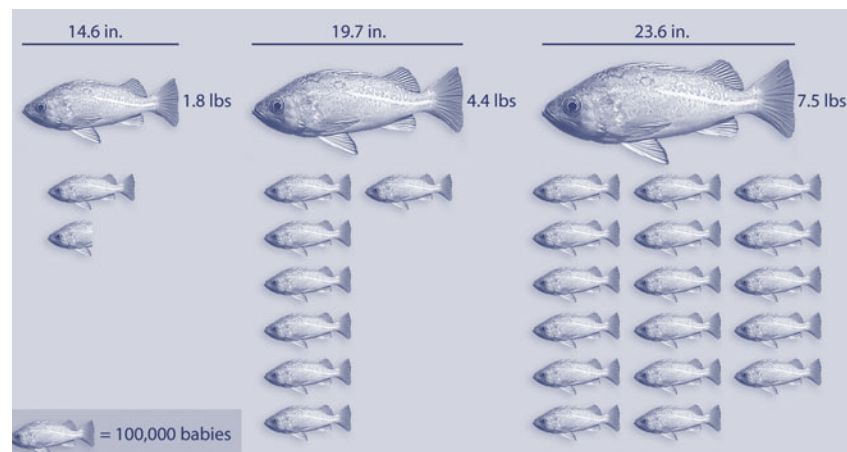 14.6 in.
19.7 in.
23.6 in.
1.8 lbs
4.4 lbs
7.5 lbs
= 100,000 babies